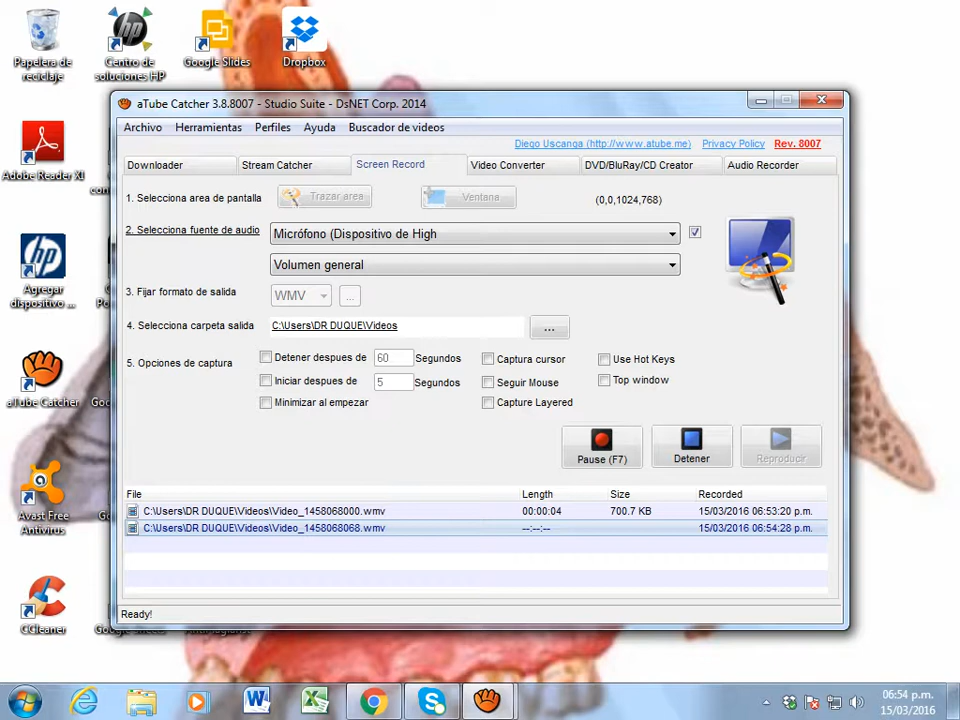 Papelera de
reciclaje
Centro de
soluciones HP
Google Slides
Dropbox
Adobe Reader XI
Agregar
dispositivo ...
aTube Catcher
Avast Free
Antivirus
CCleaner
aTube Catcher 3.8.8007 - Studio Suite - DsNET Corp. 2014
Archivo Herramientas Perfiles Ayuda Buscador de videos
Diego Uscanga (http://www.atube.me) Privacy Policy Rev. 8007
Downloader Stream Catcher Screen Record Video Converter DVD/BluRay/CD Creator Audio Recorder
1. Selecciona area de pantalla Trazar area Ventana (0,0,1024,768)
2. Selecciona fuente de audio Micrófono (Dispositivo de High
Volumen general
3. Fijar formato de salida WMV ...
4. Selecciona carpeta salida C:\Users\DR DUQUE\Videos ...
5. Opciones de captura
Detener despues de 60 Segundos Captura cursor Use Hot Keys
Iniciar despues de 5 Segundos Seguir Mouse Top window
Minimizar al empezar Capture Layered
Pause (F7) Detener Reproducir
File Length Size Recorded
C:\Users\DR DUQUE\Videos\Video_1458068000.wmv 00:00:04 700.7 KB 15/03/2016 06:53:20 p.m.
C:\Users\DR DUQUE\Videos\Video_1458068068.wmv --:--:-- 15/03/2016 06:54:28 p.m.
Ready!
06:54 p.m.
15/03/2016